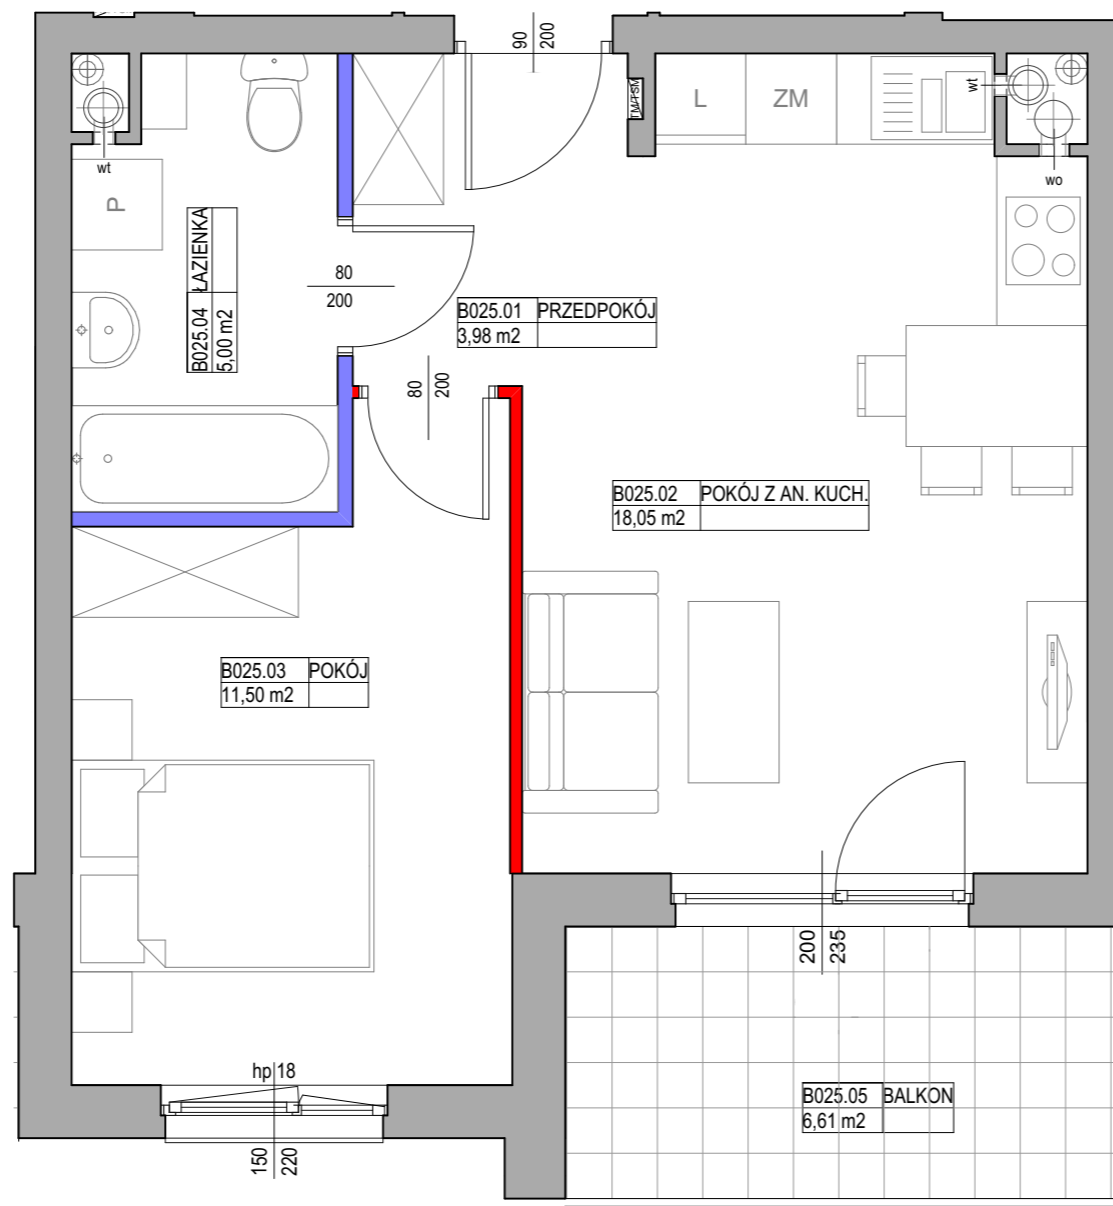 90
200
TM/TSM
L
ZM
wt
wo
wt
P
B025.04 ŁAZIENKA
5,00 m2
80
200
B025.01 PRZEDPOKÓJ
3,98 m2
80
200
B025.02 POKÓJ Z AN. KUCH.
18,05 m2
B025.03 POKÓJ
11,50 m2
200
235
hp 18
150
220
B025.05 BALKON
6,61 m2